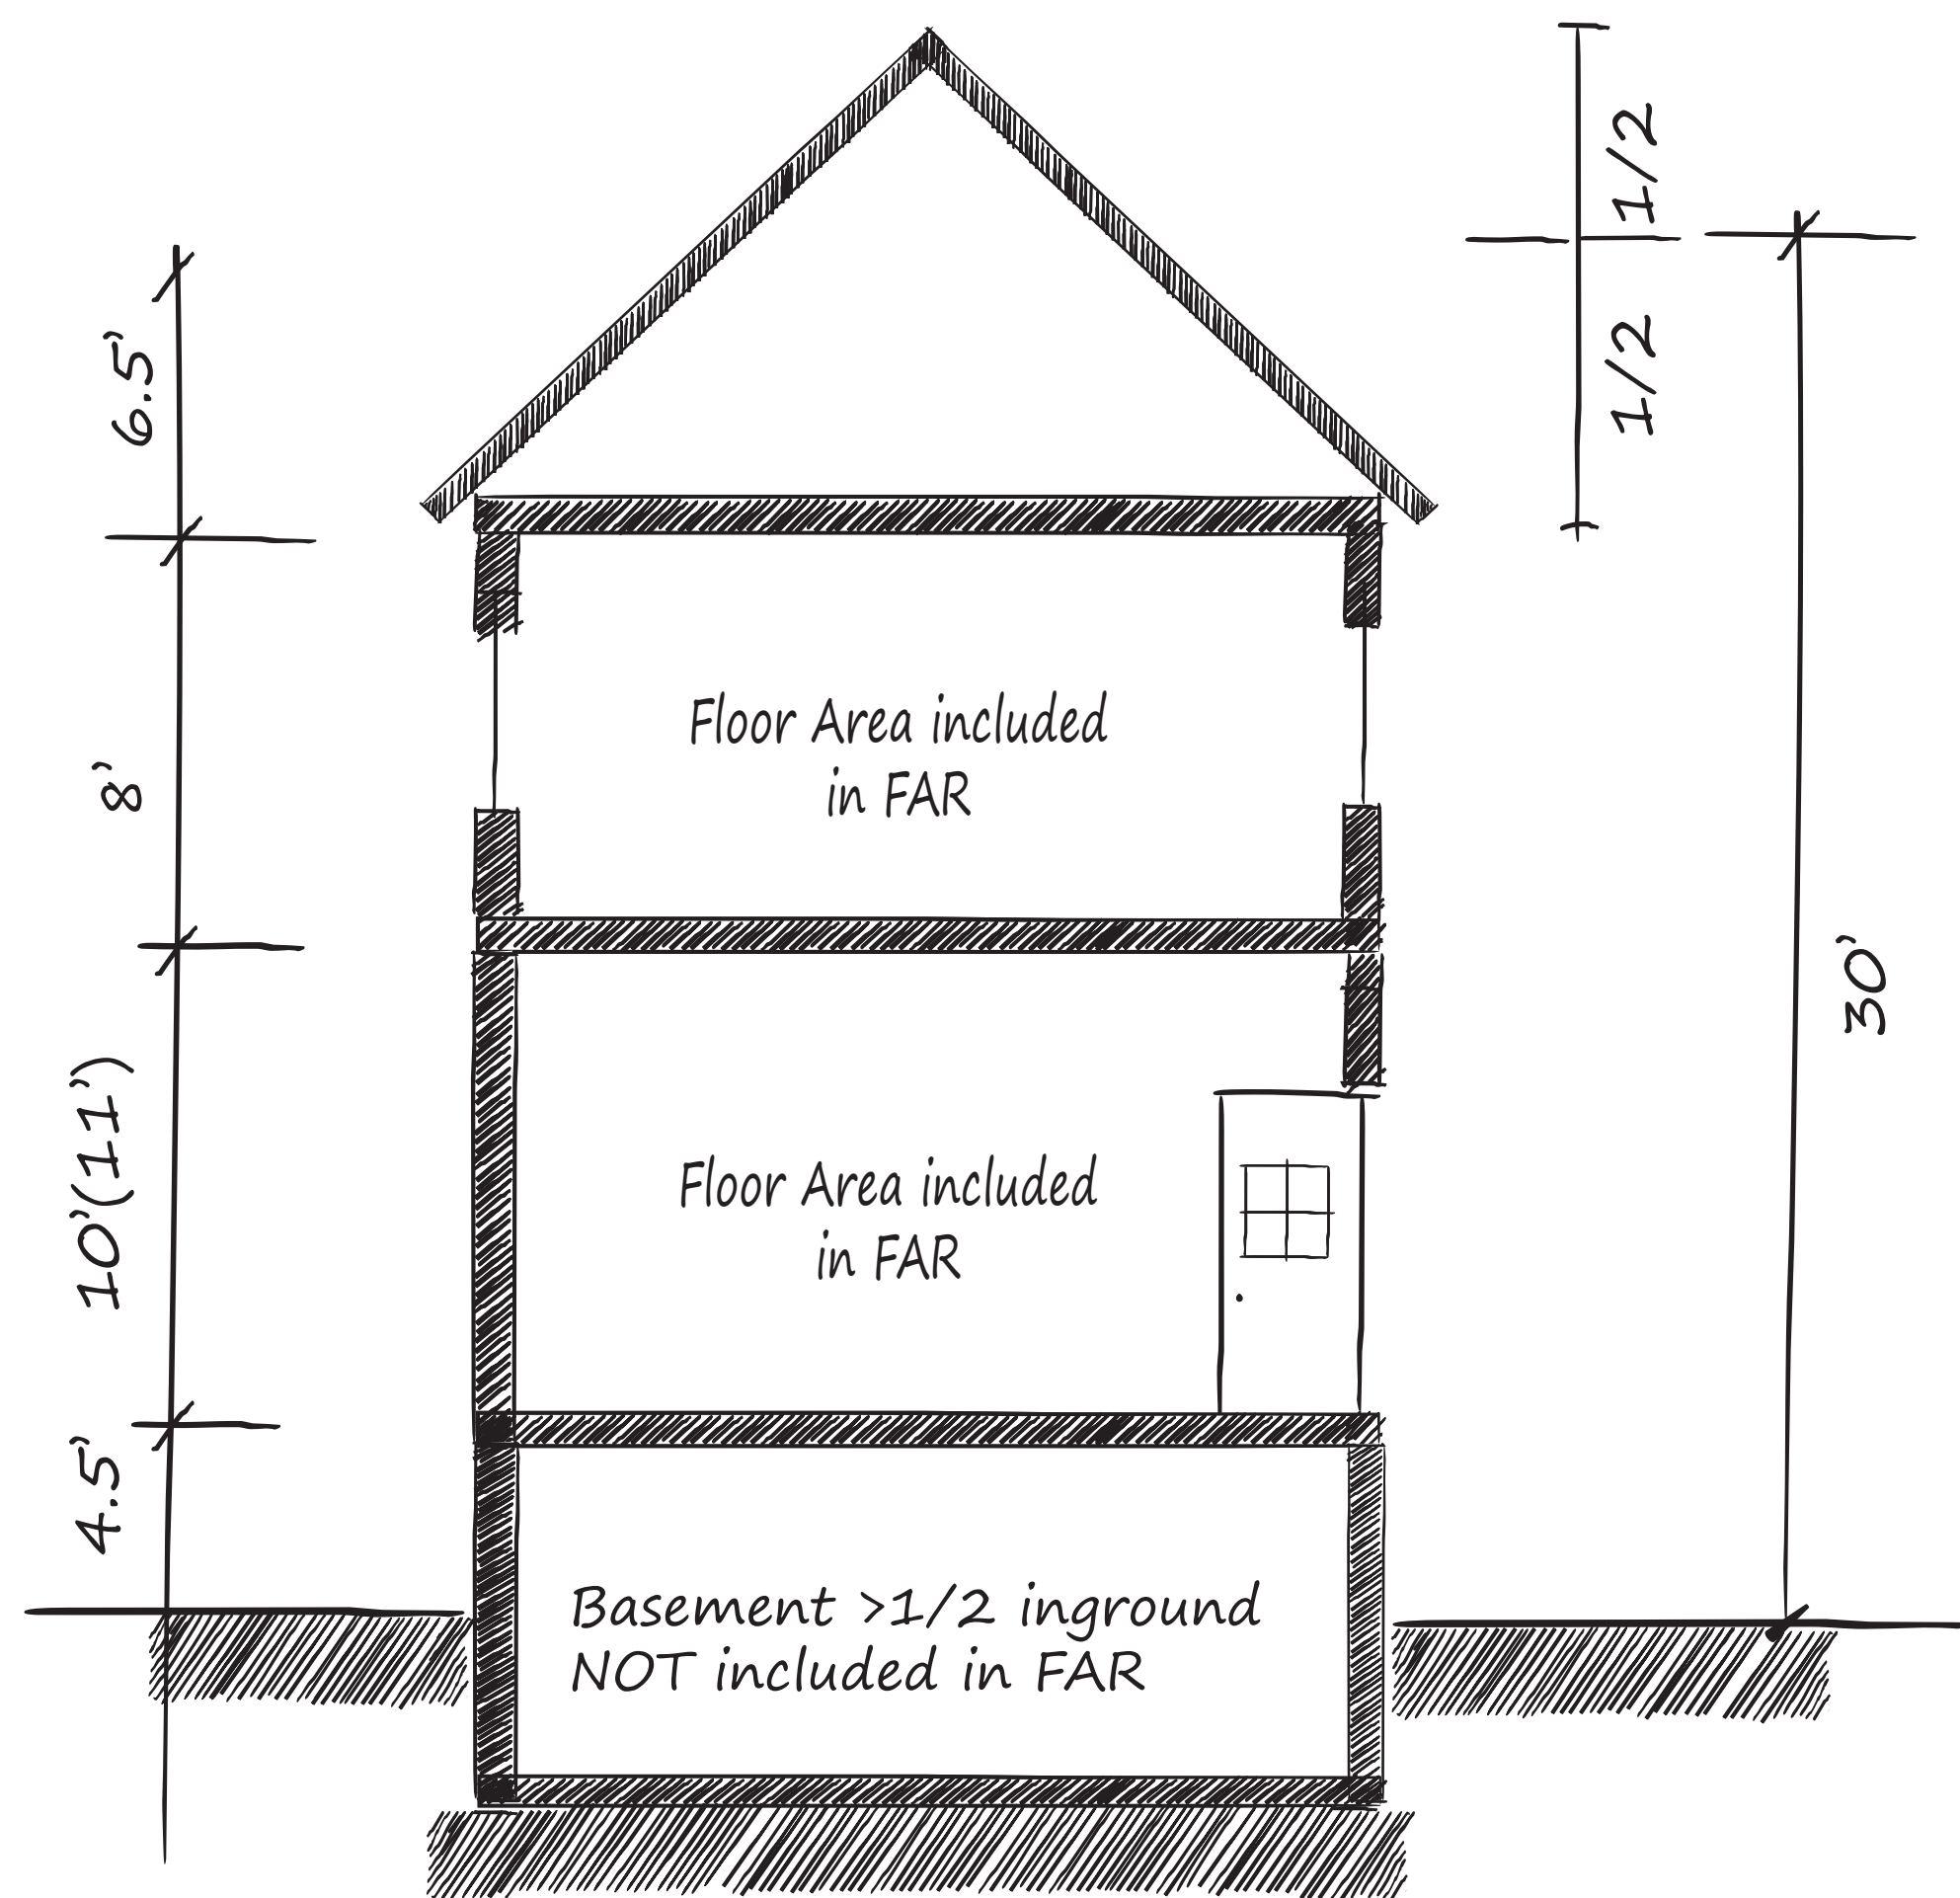 1/2
6.5'
1/2
Floor Area included
in FAR
8'
30'
10'(11')
Floor Area included
in FAR
4.5'
Basement >1/2 inground
NOT included in FAR